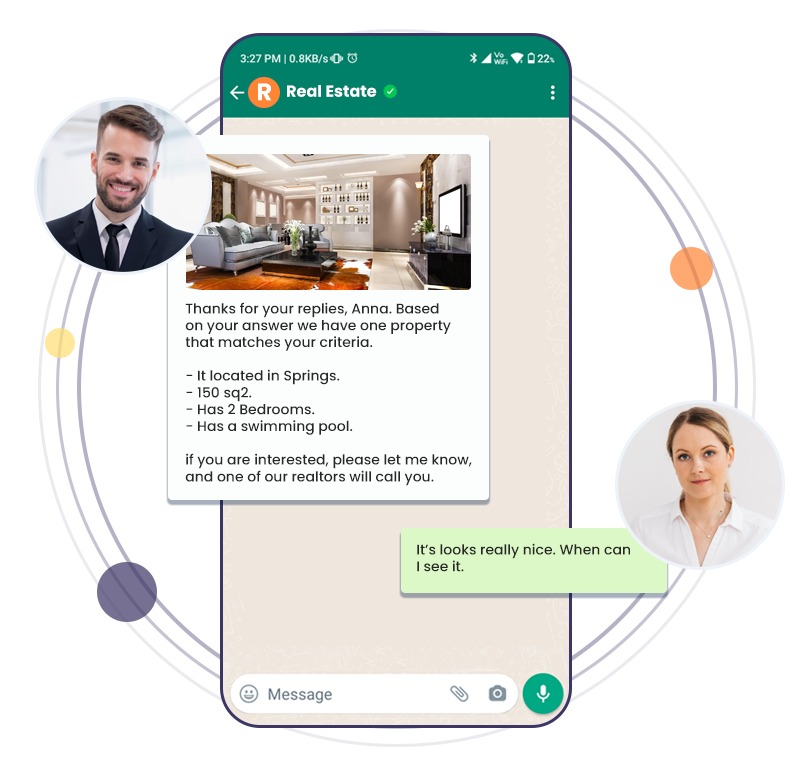 3:27 PM | 0.8KB/s
Vo
WiFi
22%
R
Real Estate
Thanks for your replies, Anna. Based
on your answer we have one property
that matches your criteria.
- It located in Springs.
- 150 sq2.
- Has 2 Bedrooms.
- Has a swimming pool.
if you are interested, please let me know,
and one of our realtors will call you.
It's looks really nice. When can
I see it.
Message